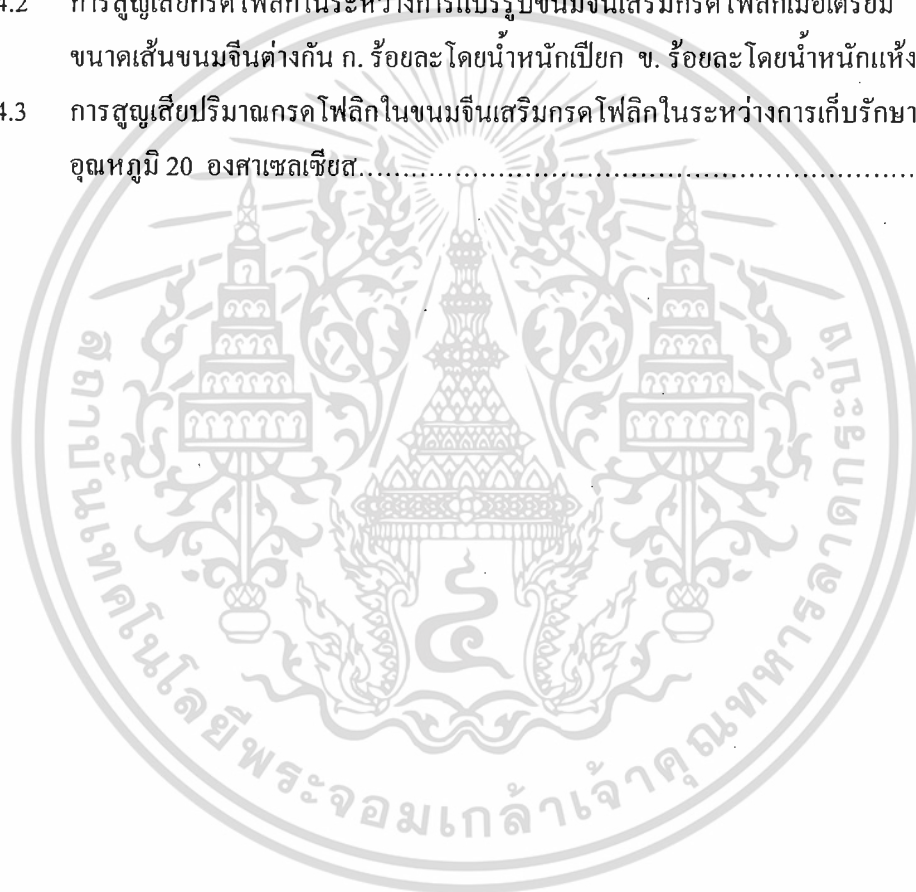 4.2 การสูญเสียกรดโฟลิกในระหว่างการแปรรูปขนมจีนเสริมกรดโฟลิกเมื่อเตรียม
ขนาดเส้นขนมจีนต่างกัน ก. ร้อยละโดยน้ำหนักเปียก ข. ร้อยละโดยน้ำหนักแห้ง
4.3 การสูญเสียปริมาณกรดโฟลิกในขนมจีนเสริมกรดโฟลิกในระหว่างการเก็บรักษา
อุณหภูมิ 20 องศาเซลเซียส..............................................................................
สถาบันเทคโนโลยีพระจอมเกล้าเจ้าคุณทหารลาดกระบัง